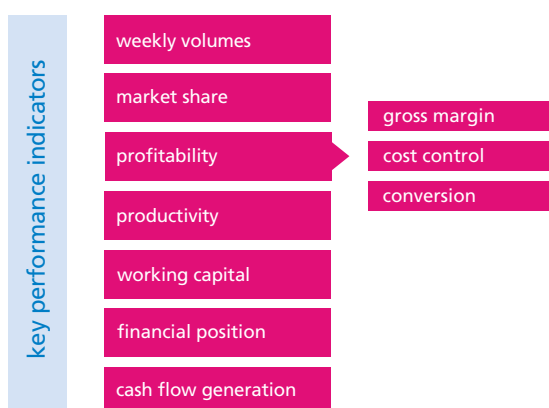 key performance indicators
weekly volumes
market share
profitability
productivity
working capital
financial position
cash flow generation
gross margin
cost control
conversion